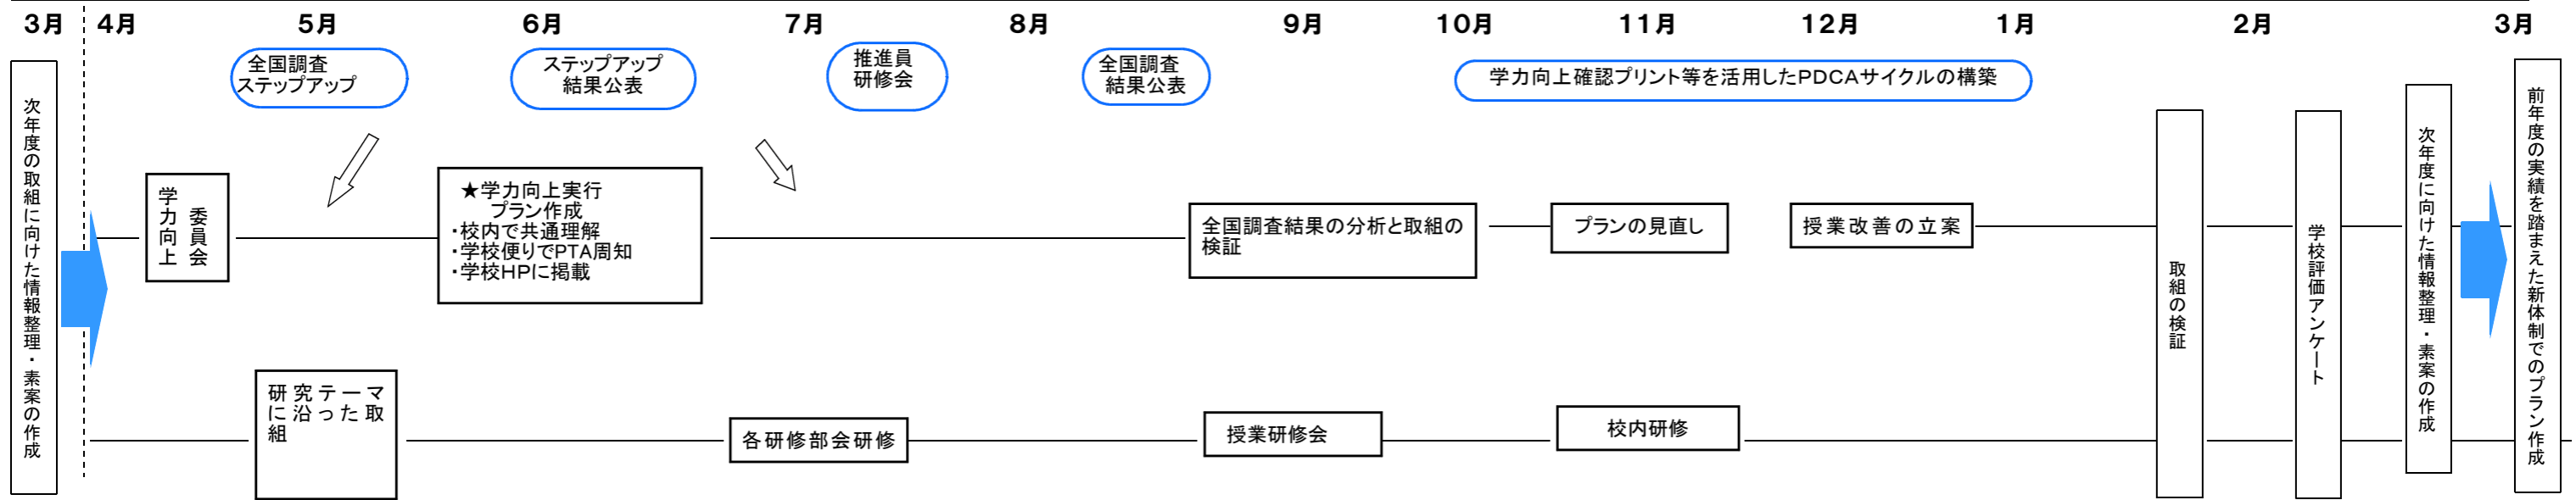 3月 4月 5月 6月 7月 8月 9月 10月 11月 12月 1月 2月 3月
全国調査
ステップアップ
ステップアップ
結果公表
推進員
研修会
全国調査
結果公表
学力向上確認プリント等を活用したPDCAサイクルの構築
次年度の取組に向けた情報整理・素案の作成
学力向上
委員会
★学力向上実行
プラン作成
・校内で共通理解
・学校便りでPTA周知
・学校HPに掲載
全国調査結果の分析と取組の
検証
プランの見直し
授業改善の立案
研究テーマ
に沿った取
組
各研修部会研修
授業研修会
校内研修
取組の検証
学校評価アンケート
次年度に向けた情報整理・素案の作成
前年度の実績を踏まえた新体制でのプラン作成